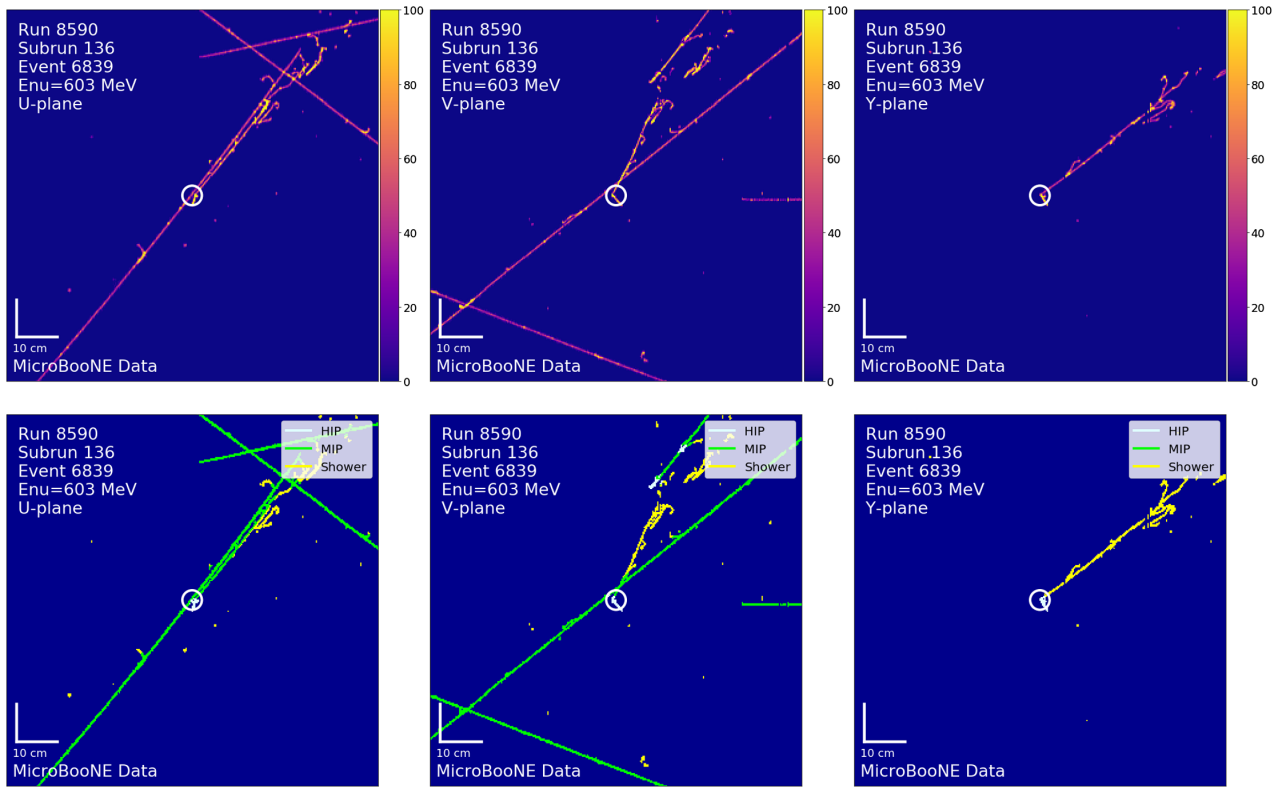 Run 8590
Subrun 136
Event 6839
Enu=603 MeV
U-plane
10 cm
MicroBooNE Data
100
80
60
40
20
0
Run 8590
Subrun 136
Event 6839
Enu=603 MeV
V-plane
10 cm
MicroBooNE Data
100
80
60
40
20
0
Run 8590
Subrun 136
Event 6839
Enu=603 MeV
Y-plane
10 cm
MicroBooNE Data
100
80
60
40
20
0
Run 8590
Subrun 136
Event 6839
Enu=603 MeV
U-plane
HIP
MIP
Shower
10 cm
MicroBooNE Data
Run 8590
Subrun 136
Event 6839
Enu=603 MeV
V-plane
HIP
MIP
Shower
10 cm
MicroBooNE Data
Run 8590
Subrun 136
Event 6839
Enu=603 MeV
Y-plane
HIP
MIP
Shower
10 cm
MicroBooNE Data